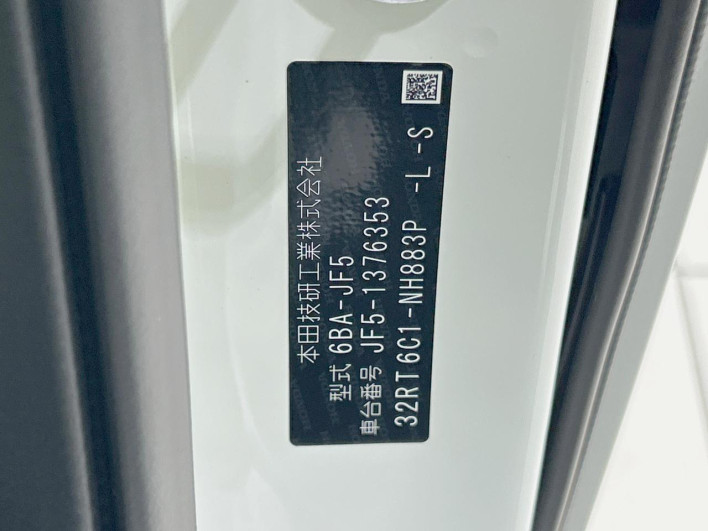 本田技研工業株式会社
型式 6BA-JF5
車台番号 JF5-1376353
32RT6C1-NH883P -L -S